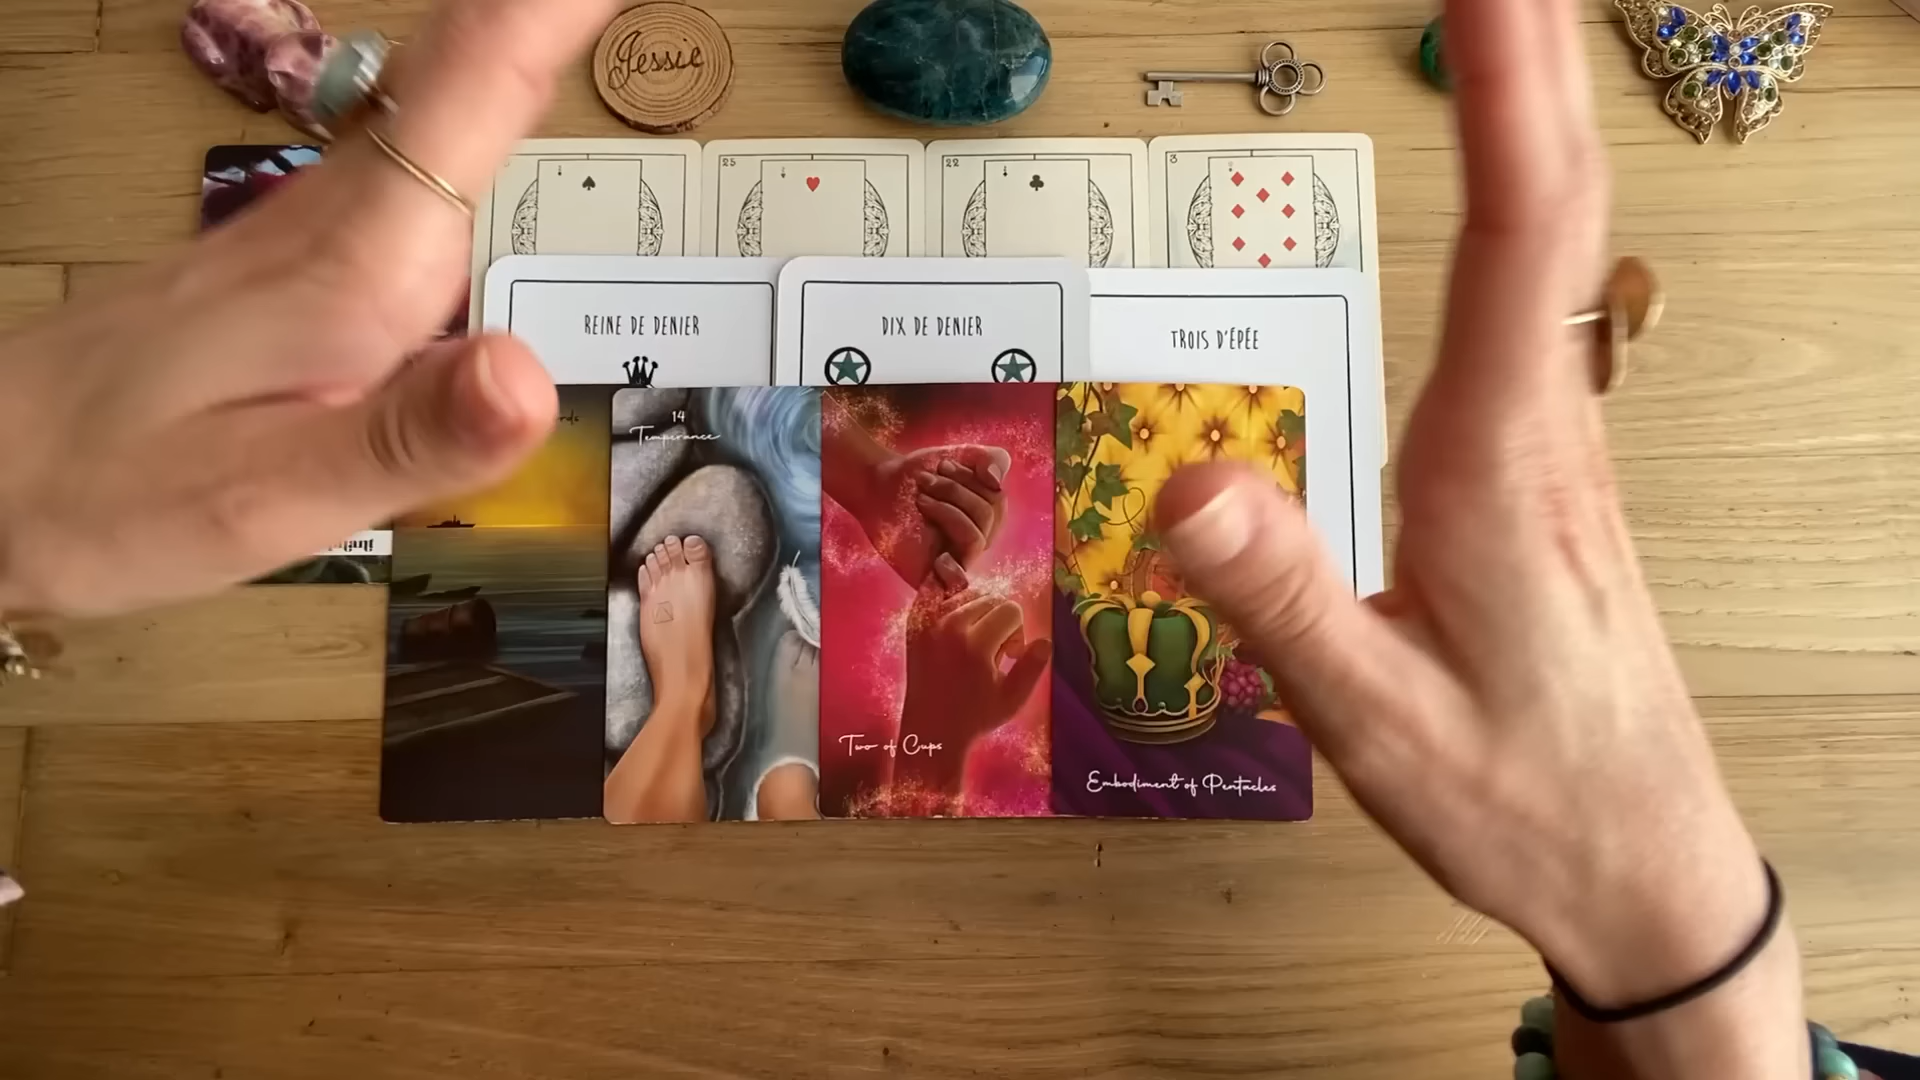 Jessie
25
22
3
REINE DE DENIER
DIX DE DENIER
TROIS D'ÉPÉE
14
Temperance
Two of Cups
Embodiment of Pentacles